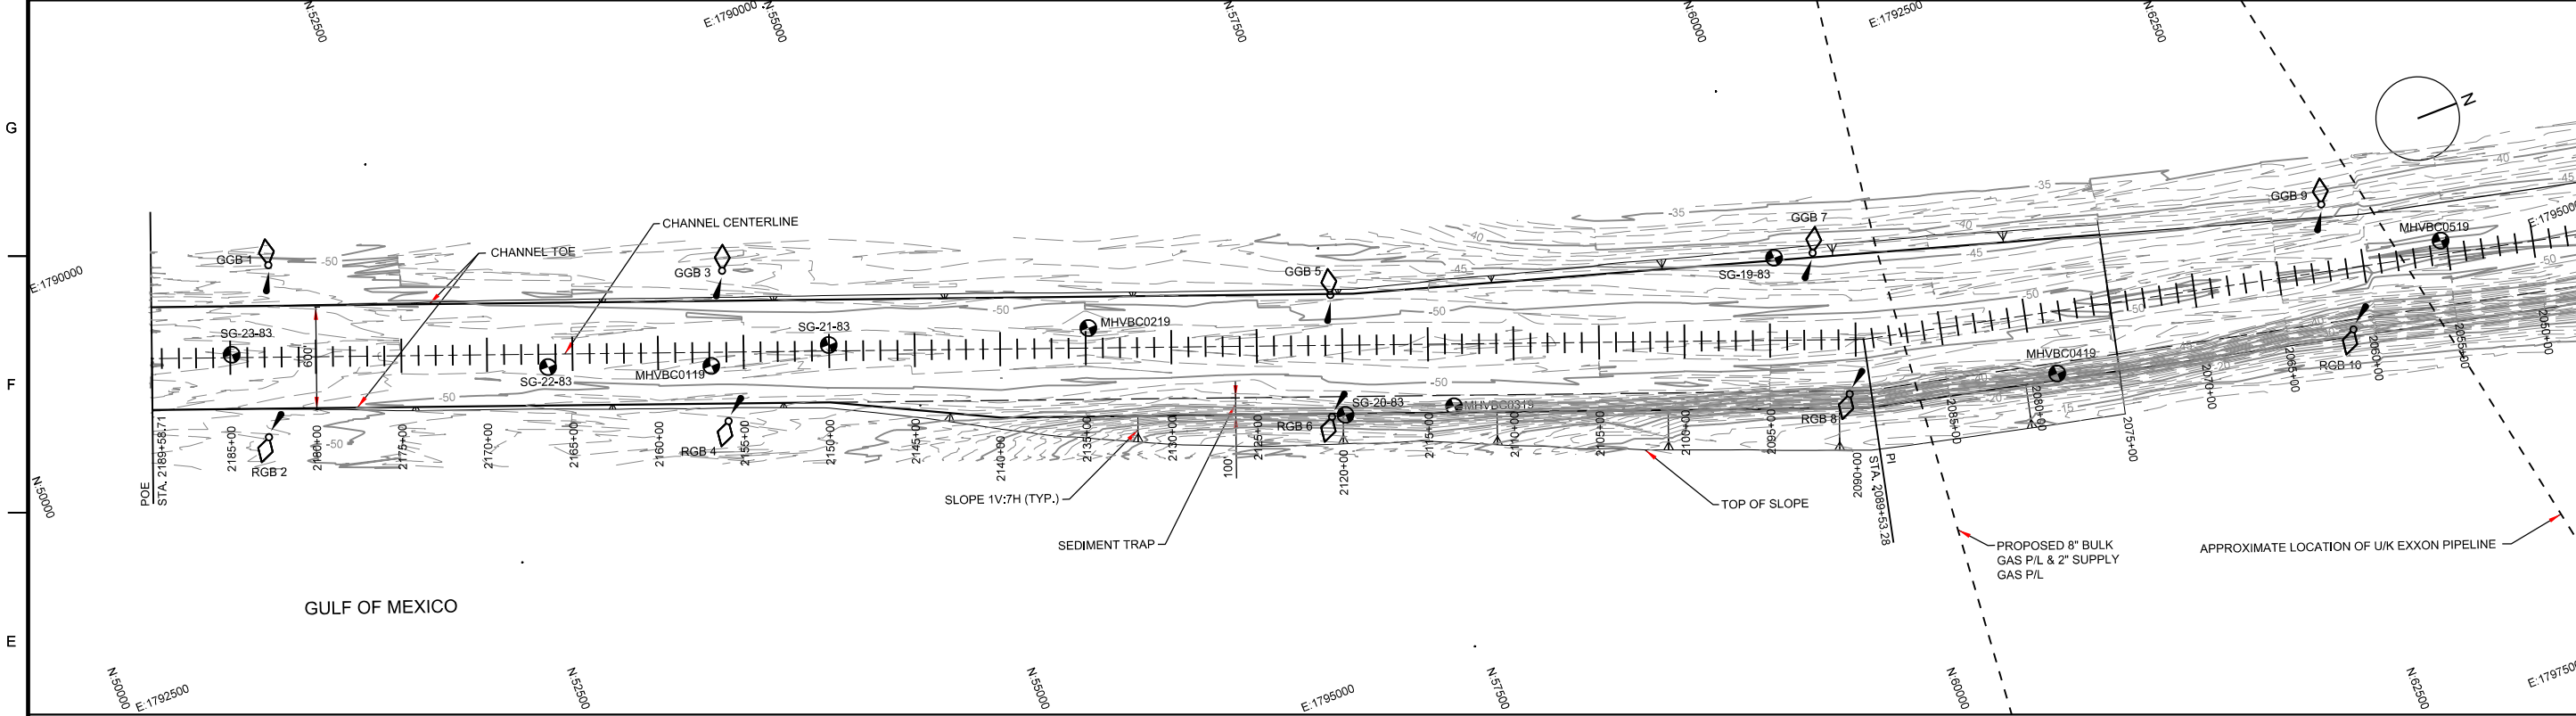 N:52500
E:1790000
N:55000
N:57500
N:60000
E:1792500
N:62500
G
N
-40
-35
-35
GGB 9
-45
GGB 7
E:1795000
CHANNEL CENTERLINE
-40
-40
MHVBC0519
GGB 1
-50
CHANNEL TOE
GGB 3
GGB 5
-45
SG-19-83
-45
-50
E:1790000
-50
-50
50
-50
SG-23-83
SG-21-83
MHVBC0219
600'
SG-22-83
MHVBC0119
MHVBC0419
RGB 10
F
-50
-50
-40
-20
-20
-15
SG-20-83
MHVBC0319
RGB 8
RGB 6
-50
RGB 2
RGB 4
POE
STA. 2189+58.71
2185+00
2180+00
2175+00
2170+00
2165+00
2160+00
2155+00
2150+00
2145+00
2140+00
2135+00
2130+00
100'
2125+00
2120+00
2115+00
2110+00
2105+00
2100+00
2095+00
2090+00
PI
STA. 2089+53.28
2085+00
2080+00
2075+00
2070+00
2065+00
2060+00
2055+00
2050+00
N:50000
SLOPE 1V:7H (TYP.)
TOP OF SLOPE
SEDIMENT TRAP
PROPOSED 8" BULK
GAS P/L & 2" SUPPLY
GAS P/L
APPROXIMATE LOCATION OF U/K EXXON PIPELINE
GULF OF MEXICO
E
N:50000
E:1792500
N:52500
N:55000
E:1795000
N:57500
N:60000
N:62500
E:1797500